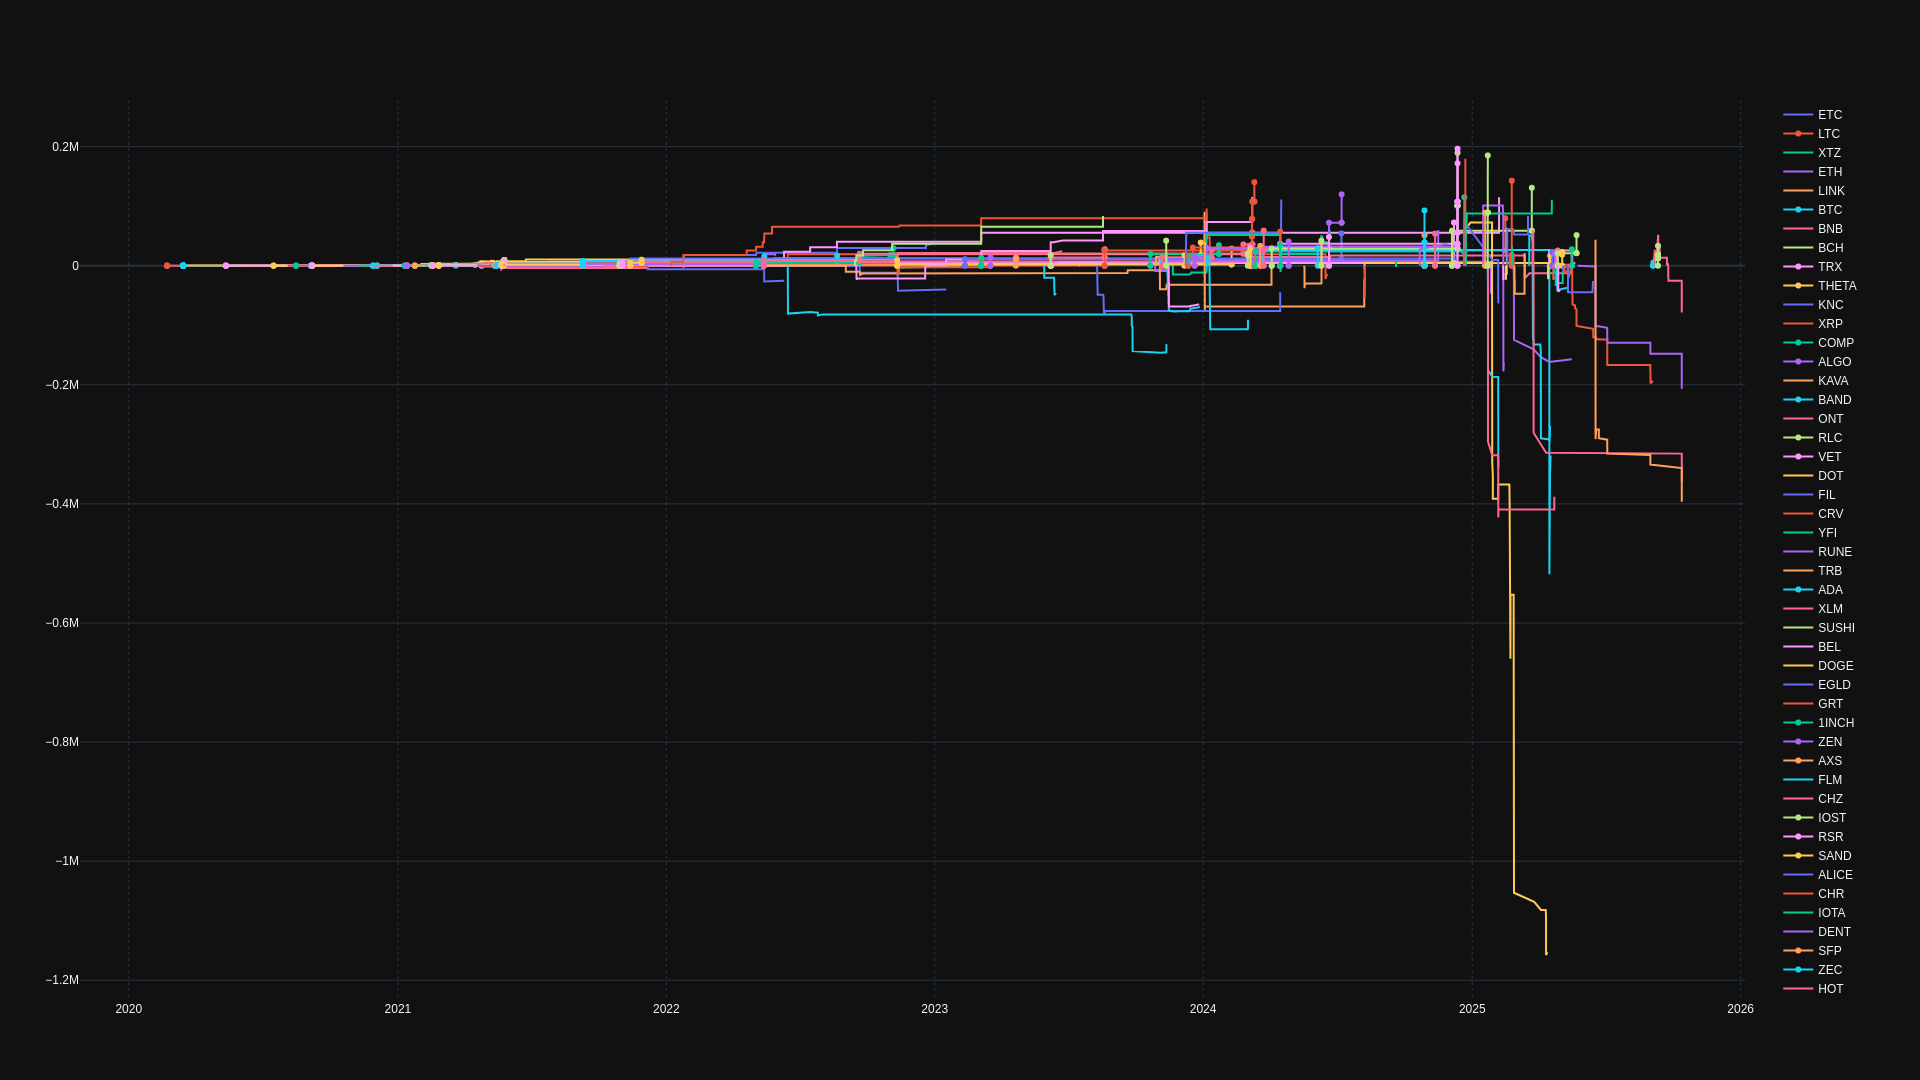 0.2M
0
−0.2M
−0.4M
−0.6M
−0.8M
−1M
−1.2M
2020
2021
2022
2023
2024
2025
2026
ETC
LTC
XTZ
ETH
LINK
BTC
BNB
BCH
TRX
THETA
KNC
XRP
COMP
ALGO
KAVA
BAND
ONT
RLC
VET
DOT
FIL
CRV
YFI
RUNE
TRB
ADA
XLM
SUSHI
BEL
DOGE
EGLD
GRT
1INCH
ZEN
AXS
FLM
CHZ
IOST
RSR
SAND
ALICE
CHR
IOTA
DENT
SFP
ZEC
HOT